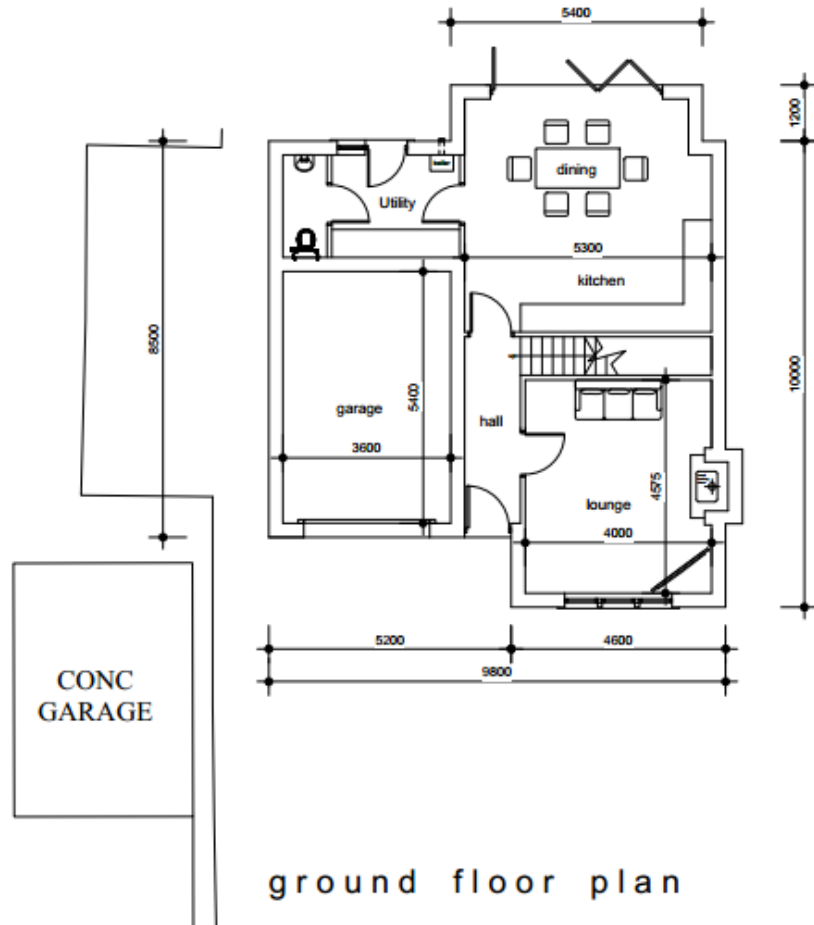 5400
1200
dining
Utility
boiler
5300
kitchen
8500
10000
garage
5400
hall
3600
4575
lounge
4000
5200
4600
9800
CONC
GARAGE
ground floor plan